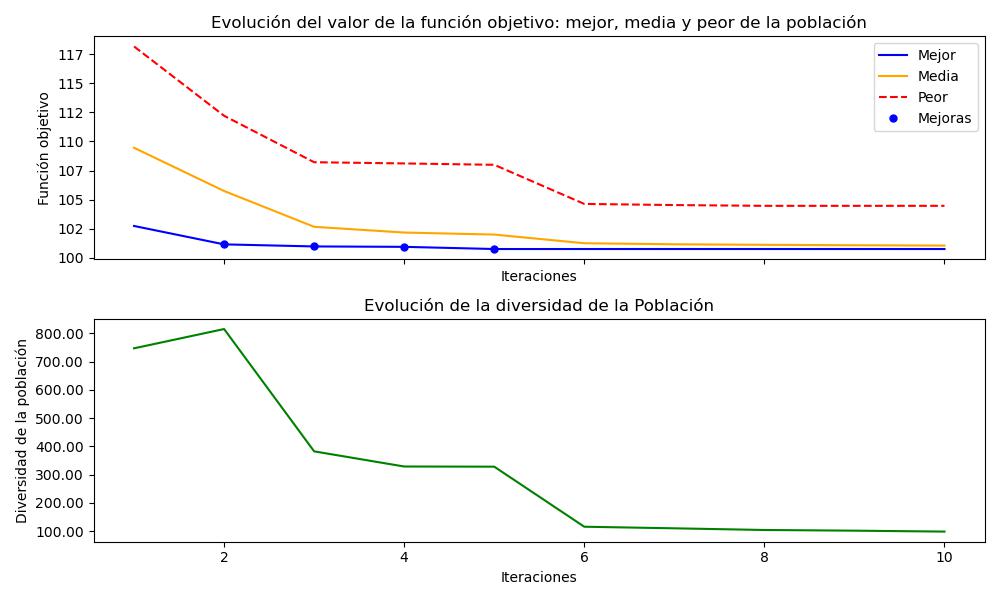 Evolución del valor de la función objetivo: mejor, media y peor de la población
Función objetivo
117
115
112
110
107
105
102
100
Mejor
Media
Peor
Mejoras
Iteraciones
Evolución de la diversidad de la Población
Diversidad de la población
800.00
700.00
600.00
500.00
400.00
300.00
200.00
100.00
2 4 6 8 10
Iteraciones